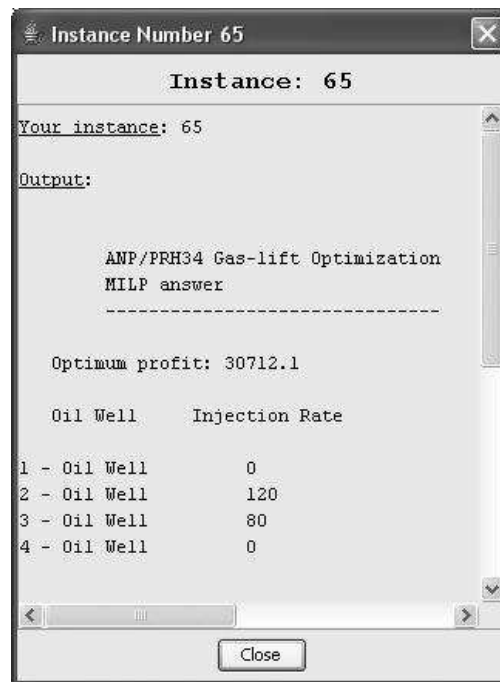 Instance Number 65
Instance: 65
Your instance: 65
Output:
ANP/PRH34 Gas-lift Optimization
MILP answer
-------------------------------
Optimum profit: 30712.1
Oil Well Injection Rate
1 - Oil Well 0
2 - Oil Well 120
3 - Oil Well 80
4 - Oil Well 0
Close